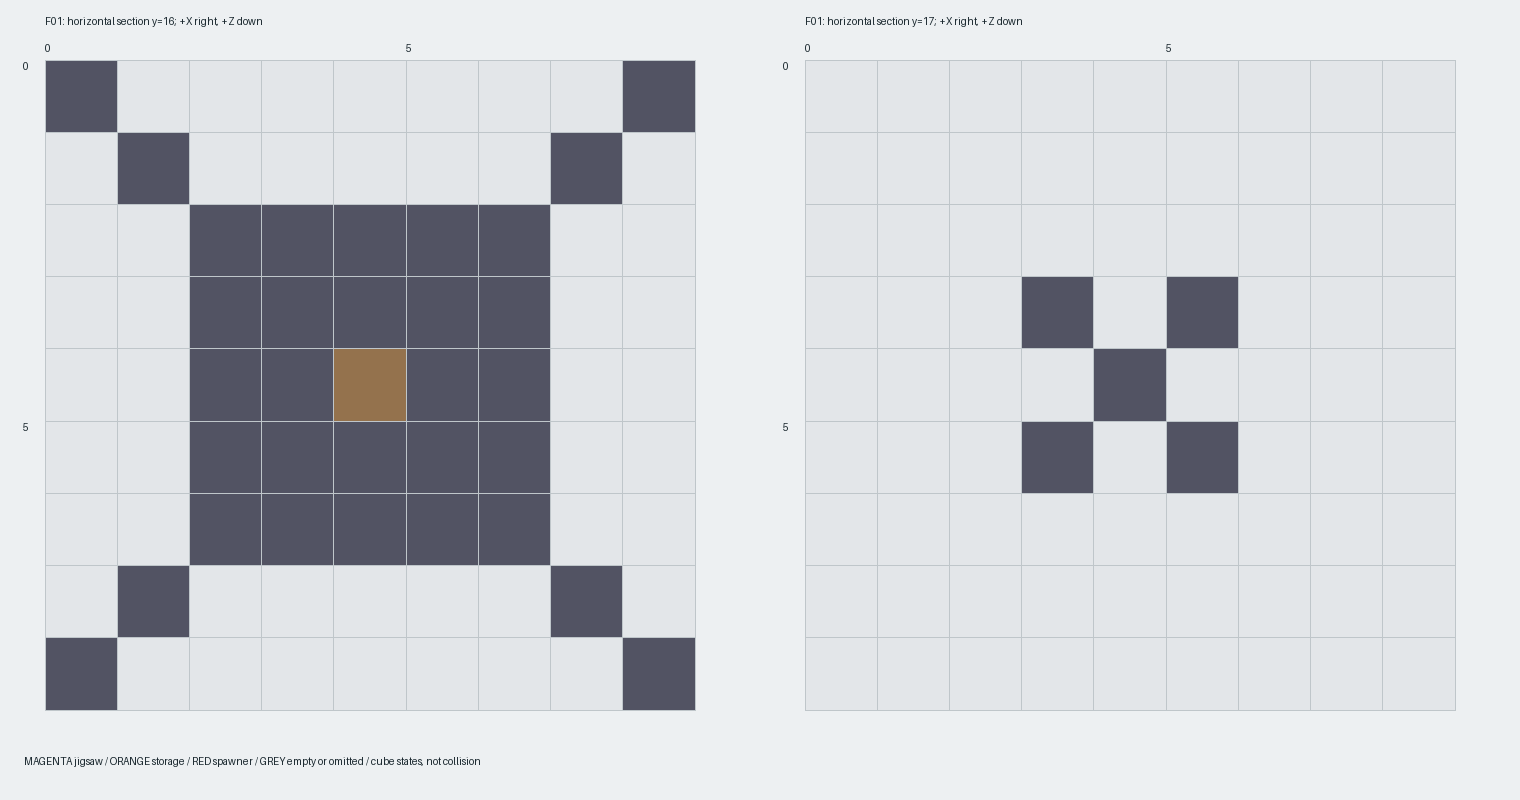 F01: horizontal section y=16; +X right, +Z down
0 5
0
5
F01: horizontal section y=17; +X right, +Z down
0 5
0
5
MAGENTA jigsaw / ORANGE storage / RED spawner / GREY empty or omitted / cube states, not collision